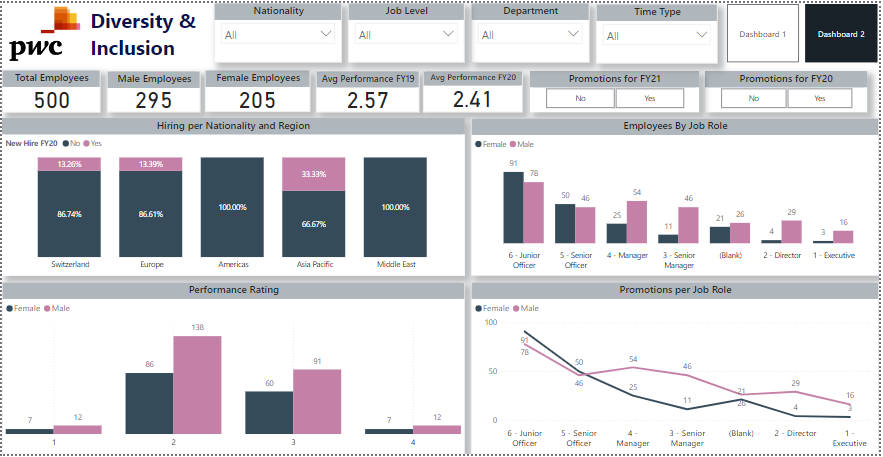 pwc
Diversity &
Inclusion
Nationality
All
Job Level
All
Department
All
Time Type
All
Dashboard 1
Dashboard 2
Total Employees
500
Male Employees
295
Female Employees
205
Avg Performance FY19
2.57
Avg Performance FY20
2.41
Promotions for FY21
No Yes
Promotions for FY20
No Yes
Hiring per Nationality and Region
New Hire FY20 No Yes
13.26% 13.39% 33.33%
86.74% 86.61% 100.00% 66.67% 100.00%
Switzerland Europe Americas Asia Pacific Middle East
Employees By Job Role
Female Male
91 78 50 46 25 54 11 46 21 26 4 29 3 16
6 - Junior Officer
5 - Senior Officer
4 - Manager
3 - Senior Manager
(Blank)
2 - Director
1 - Executive
Performance Rating
Female Male
7 12 86 138 60 91 7 12
1 2 3 4
Promotions per Job Role
Female Male
100
50
0
91 50 25 11 21 4 3
78 46 54 46 26 29 16
6 - Junior Officer
5 - Senior Officer
4 - Manager
3 - Senior Manager
(Blank)
2 - Director
1 - Executive